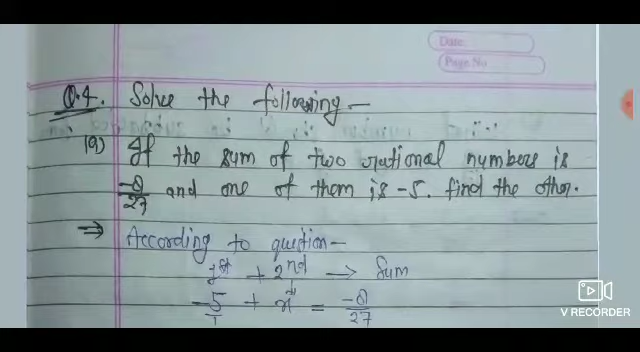 Date
Page No
Q.4. Solve the following -
(a) If the sum of two rational numbers is
-8/27 and one of them is -5. find the other.
⇒ According to question -
1st + 2nd → Sum
-5/1 + x = -8/27
V RECORDER